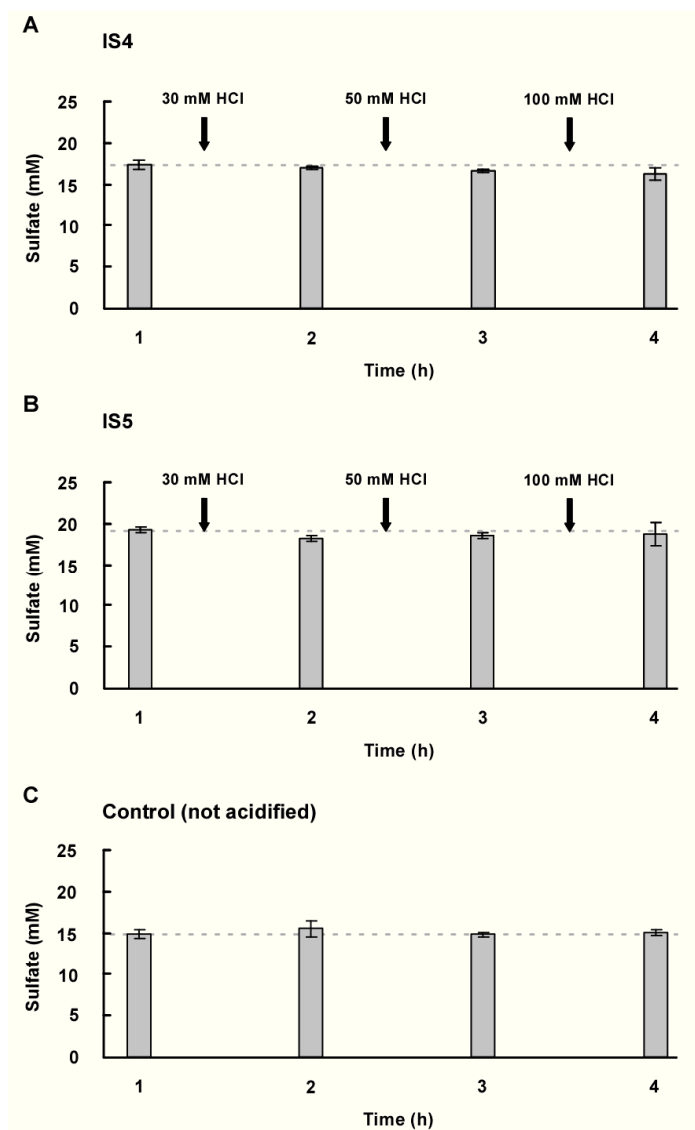 A
IS4
30 mM HCl 50 mM HCl 100 mM HCl
25
20
15
10
5
0
Sulfate (mM)
1 2 3 4
Time (h)
B
IS5
30 mM HCl 50 mM HCl 100 mM HCl
25
20
15
10
5
0
Sulfate (mM)
1 2 3 4
Time (h)
C
Control (not acidified)
25
20
15
10
5
0
Sulfate (mM)
1 2 3 4
Time (h)